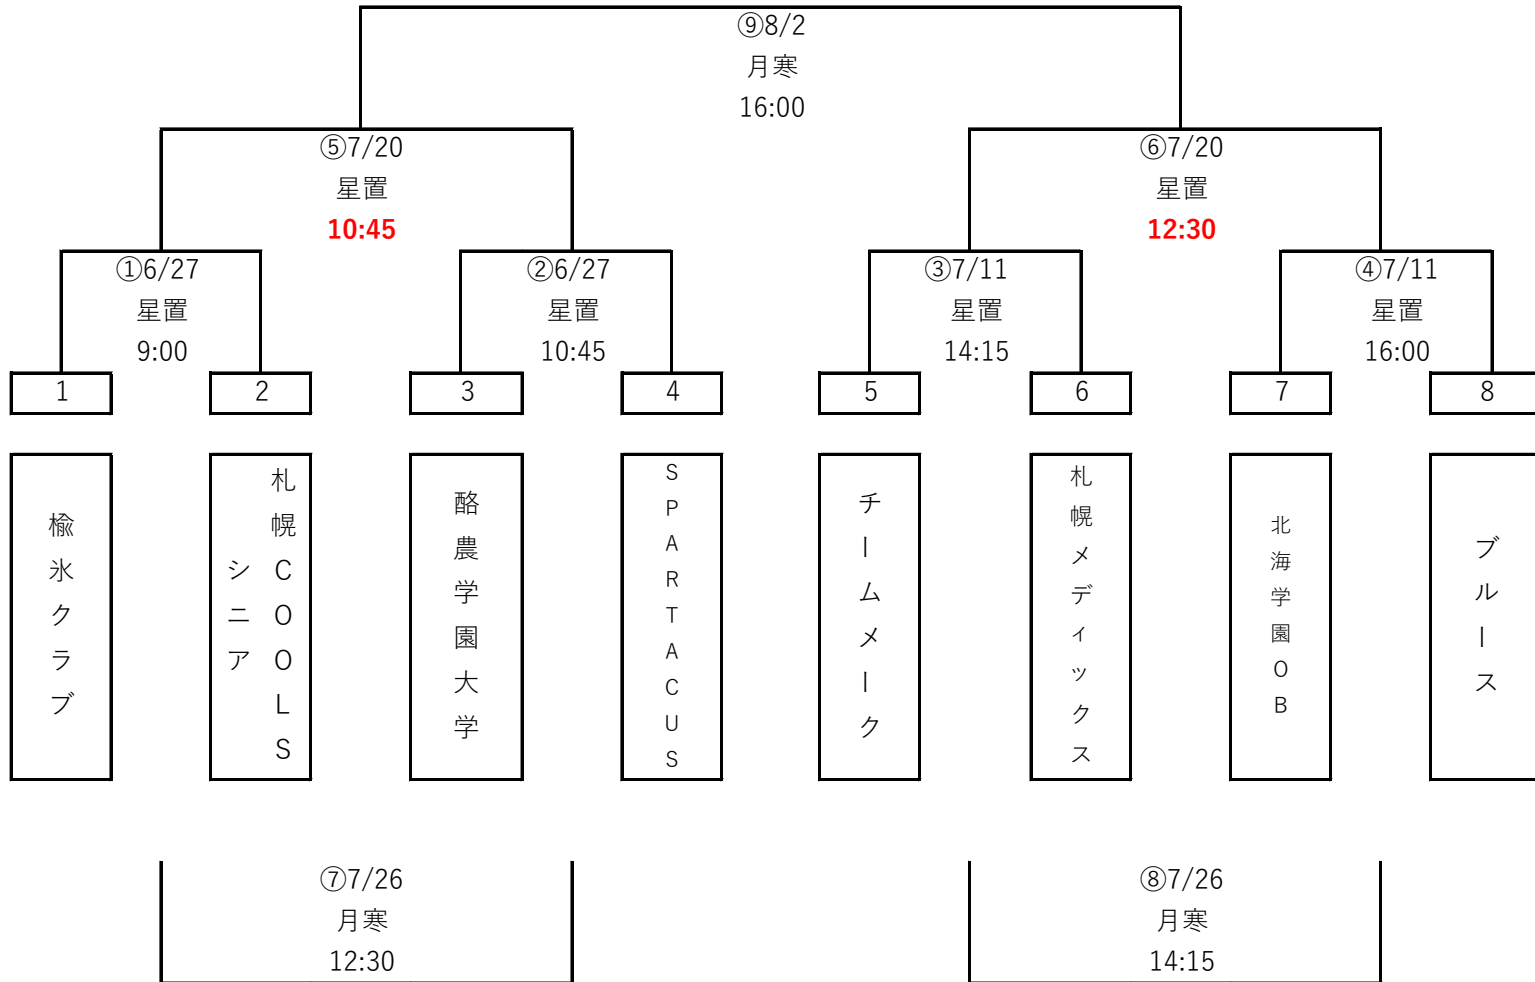 ⑨8/2
月寒
16:00
⑤7/20
星置
10:45
⑥7/20
星置
12:30
①6/27
星置
9:00
②6/27
星置
10:45
③7/11
星置
14:15
④7/11
星置
16:00
1
2
3
4
5
6
7
8
楡氷クラブ
札幌COOLS
シニア
酪農学園大学
SPARTACUS
チームメーク
札幌メディックス
北海学園OB
ブルース
⑦7/26
月寒
12:30
⑧7/26
月寒
14:15